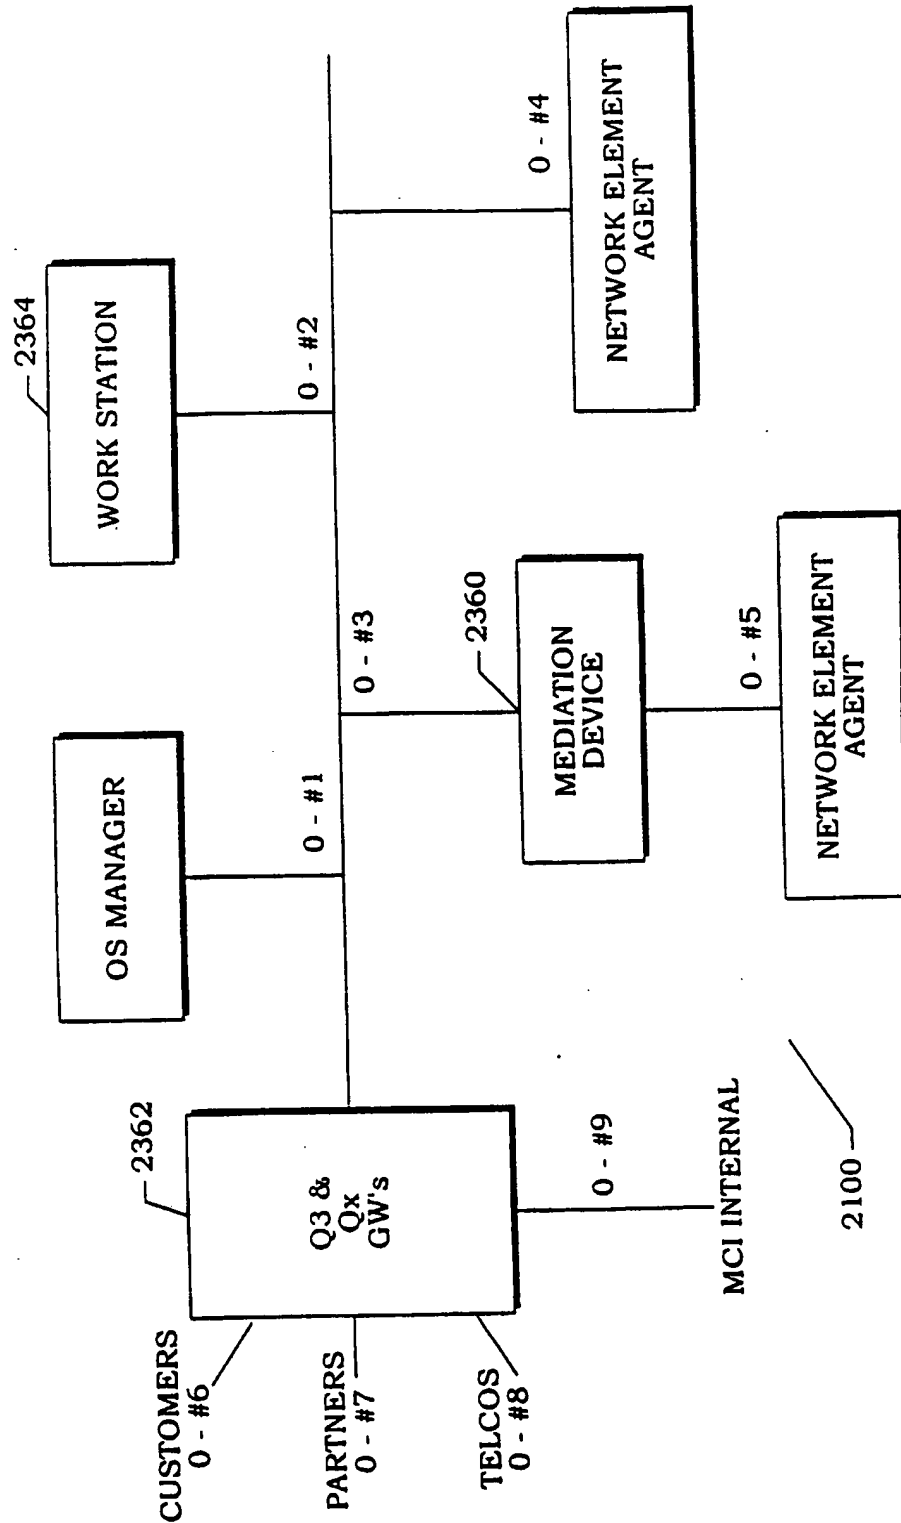 CUSTOMERS
0 - #6
PARTNERS
0 - #7
TELCOS
0 - #8
2362
Q3 &
Qx
GW's
0 - #9
MCI INTERNAL
2100
OS MANAGER
0 - #1
2364
WORK STATION
0 - #2
0 - #3
2360
MEDIATION
DEVICE
0 - #5
NETWORK ELEMENT
AGENT
0 - #4
NETWORK ELEMENT
AGENT